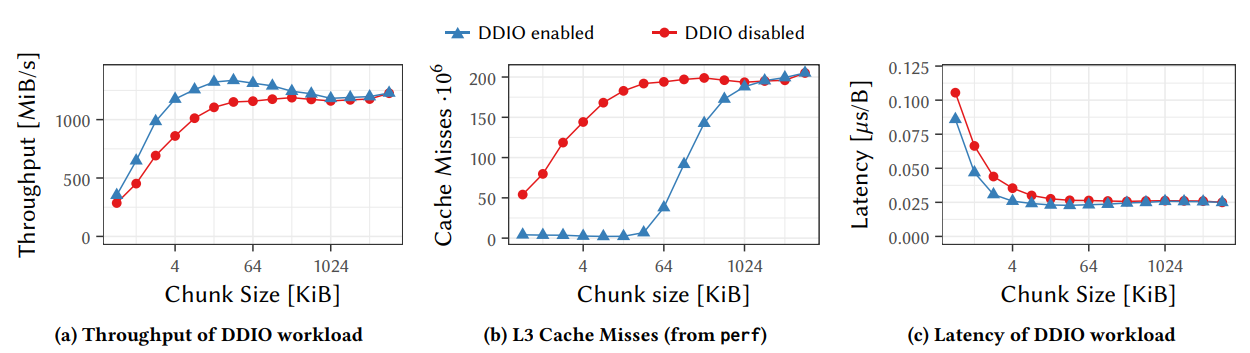 DDIO enabled
DDIO disabled
Throughput [MiB/s]
1000
500
0
4
64
1024
Chunk Size [KiB]
(a) Throughput of DDIO workload
Cache Misses ·10⁶
200
150
100
50
0
4
64
1024
Chunk size [KiB]
(b) L3 Cache Misses (from perf)
Latency [µs/B]
0.125
0.100
0.075
0.050
0.025
0.000
4
64
1024
Chunk Size [KiB]
(c) Latency of DDIO workload